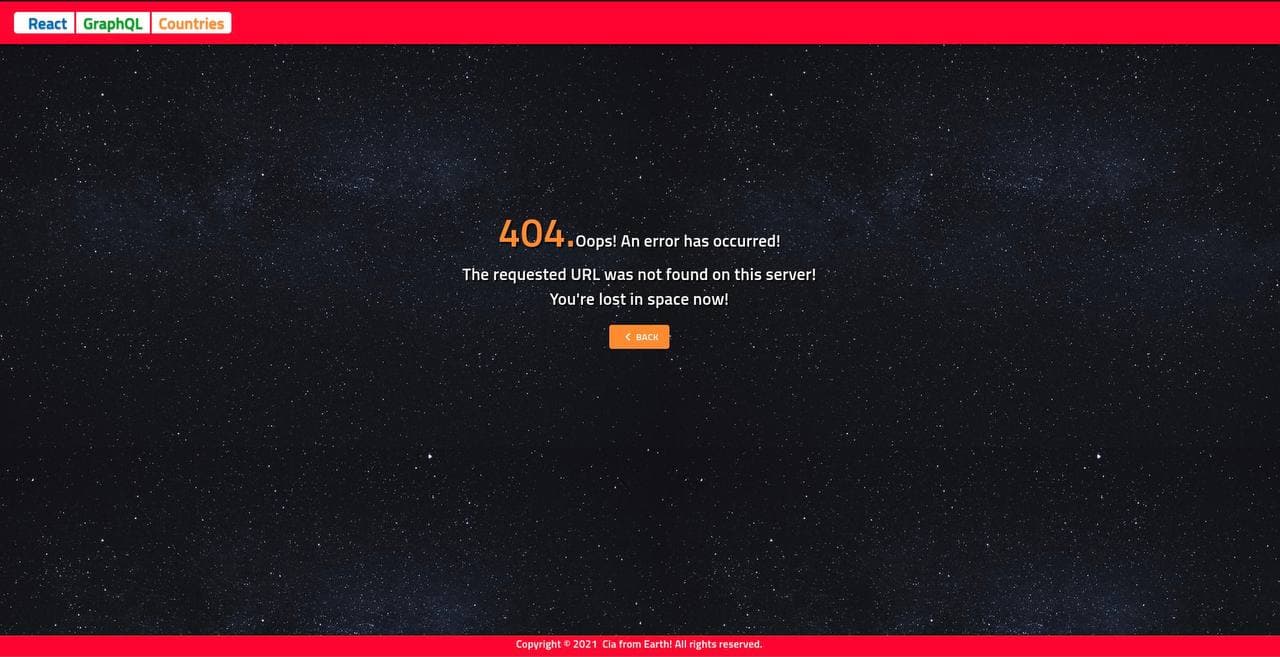 React GraphQL Countries
404.Oops! An error has occurred!
The requested URL was not found on this server!
You're lost in space now!
BACK
Copyright © 2021 Cia from Earth! All rights reserved.